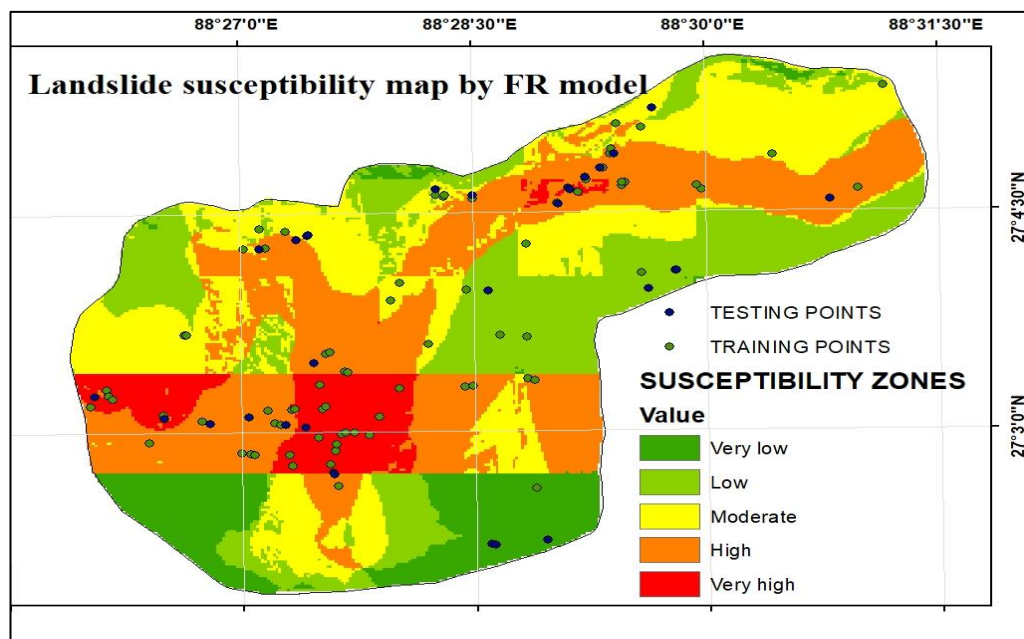 88°27'0"E 88°28'30"E 88°30'0"E 88°31'30"E
Landslide susceptibility map by FR model
27°4'30"N
TESTING POINTS
TRAINING POINTS
SUSCEPTIBILITY ZONES
Value
27°3'0"N
Very low
Low
Moderate
High
Very high